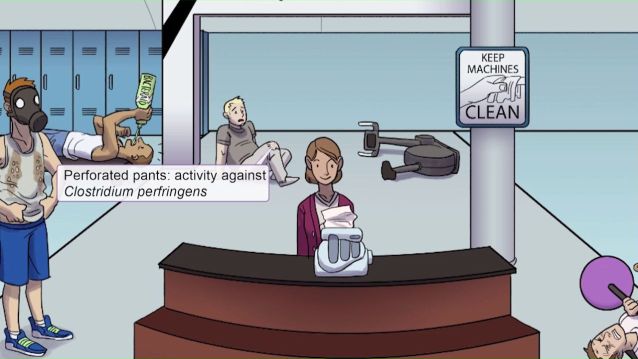 KEEP
MACHINES
CLEAN
Perforated pants: activity against
Clostridium perfringens